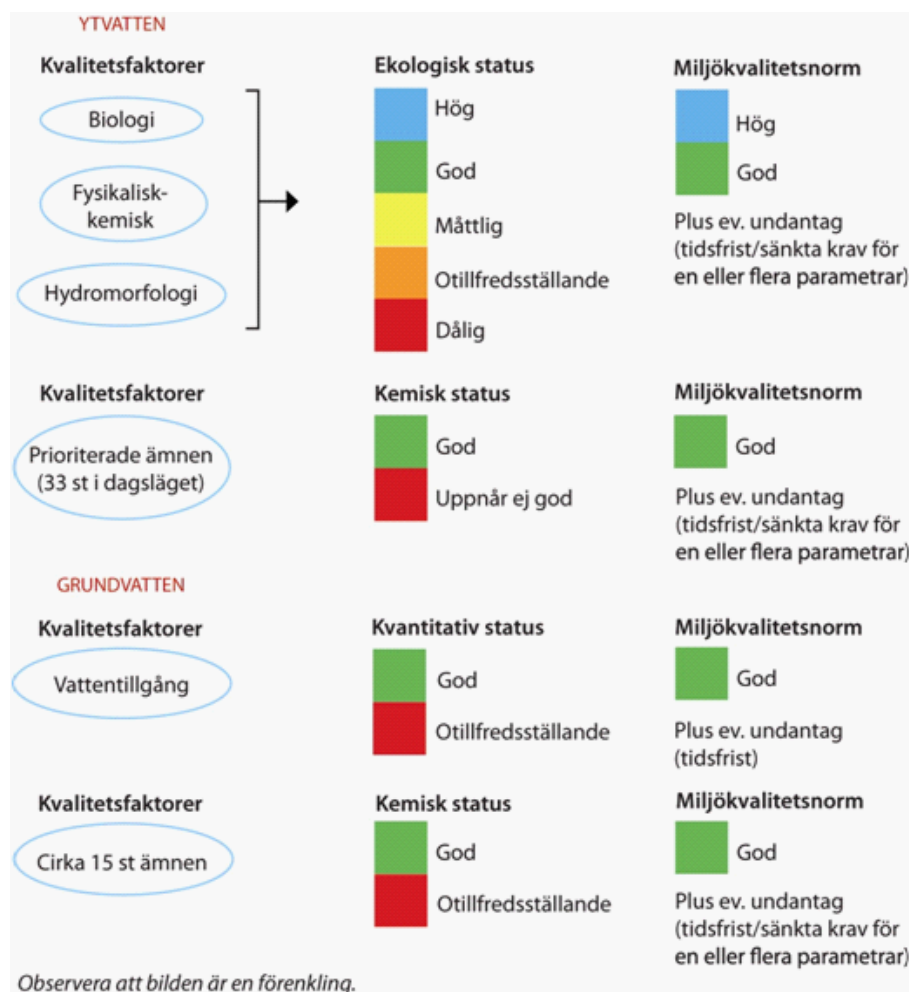 YTVATTEN
Kvalitetsfaktorer
Biologi
Fysikalisk-
kemisk
Hydromorfologi
Ekologisk status
Hög
God
Måttlig
Otillfredsställande
Dålig
Miljökvalitetsnorm
Hög
God
Plus ev. undantag
(tidsfrist/sänkta krav för
en eller flera parametrar)
Kvalitetsfaktorer
Prioriterade ämnen
(33 st i dagsläget)
Kemisk status
God
Uppnår ej god
Miljökvalitetsnorm
God
Plus ev. undantag
(tidsfrist/sänkta krav för
en eller flera parametrar)
GRUNDVATTEN
Kvalitetsfaktorer
Vattentillgång
Kvantitativ status
God
Otillfredsställande
Miljökvalitetsnorm
God
Plus ev. undantag
(tidsfrist)
Kvalitetsfaktorer
Cirka 15 st ämnen
Kemisk status
God
Otillfredsställande
Miljökvalitetsnorm
God
Plus ev. undantag
(tidsfrist/sänkta krav för
en eller flera parametrar)
Observera att bilden är en förenkling.